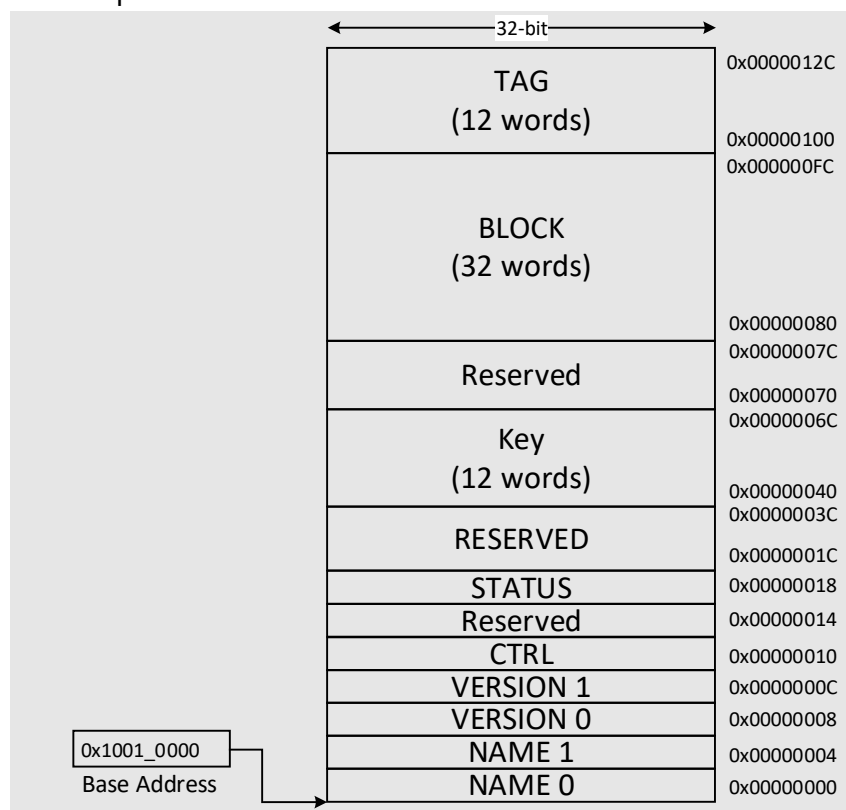 32-bit
TAG
(12 words)
0x0000012C
0x00000100
BLOCK
(32 words)
0x000000FC
0x00000080
Reserved
0x0000007C
0x00000070
Key
(12 words)
0x0000006C
0x00000040
RESERVED
0x0000003C
0x0000001C
STATUS 0x00000018
Reserved 0x00000014
CTRL 0x00000010
VERSION 1 0x0000000C
VERSION 0 0x00000008
NAME 1 0x00000004
NAME 0 0x00000000
0x1001_0000
Base Address